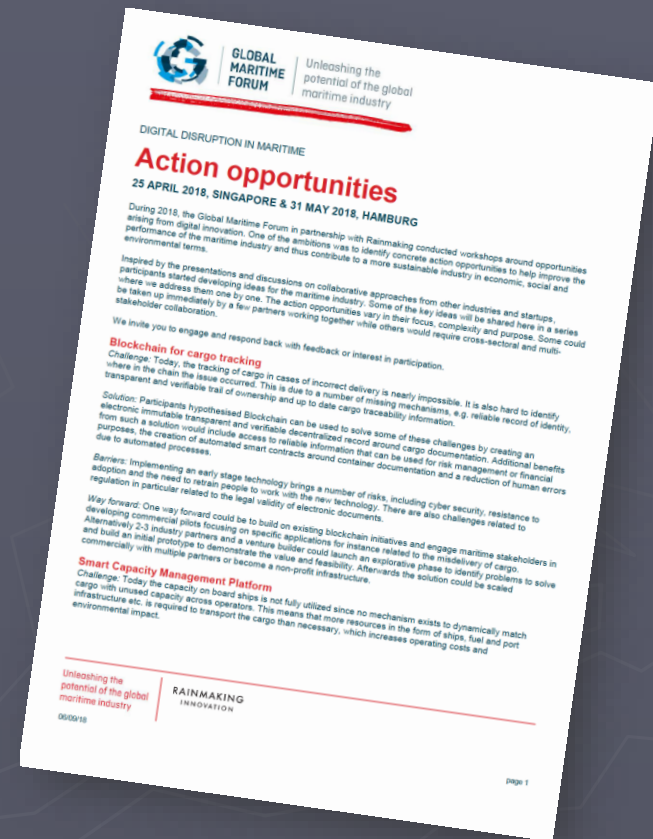 GLOBAL
MARITIME
FORUM
Unleashing the
potential of the global
maritime industry
DIGITAL DISRUPTION IN MARITIME
Action opportunities
25 APRIL 2018, SINGAPORE & 31 MAY 2018, HAMBURG
During 2018, the Global Maritime Forum in partnership with Rainmaking conducted workshops around opportunities
arising from digital innovation. One of the ambitions was to identify concrete action opportunities to help improve the
performance of the maritime industry and thus contribute to a more sustainable industry in economic, social and
environmental terms.
Inspired by the presentations and discussions on collaborative approaches from other industries and startups,
participants started developing ideas for the maritime industry. Some of the key ideas will be shared here in a series
where we address them one by one. The action opportunities vary in their focus, complexity and purpose. Some could
be taken up immediately by a few partners working together while others would require cross-sectoral and multi-
stakeholder collaboration.
We invite you to engage and respond back with feedback or interest in participation.
Blockchain for cargo tracking
Challenge: Today, the tracking of cargo in cases of incorrect delivery is nearly impossible. It is also hard to identify
where in the chain the issue occurred. This is due to a number of missing mechanisms, e.g. reliable record of identity,
transparent and verifiable trail of ownership and up to date cargo traceability information.
Solution: Participants hypothesised Blockchain can be used to solve some of these challenges by creating an
electronic immutable transparent and verifiable decentralized record around cargo documentation. Additional benefits
from such a solution would include access to reliable information that can be used for risk management or financial
purposes, the creation of automated smart contracts around container documentation and a reduction of human errors
due to automated processes.
Barriers: Implementing an early stage technology brings a number of risks, including cyber security, resistance to
adoption and the need to retrain people to work with the new technology. There are also challenges related to
regulation in particular related to the legal validity of electronic documents.
Way forward: One way forward could be to build on existing blockchain initiatives and engage maritime stakeholders in
developing commercial pilots focusing on specific applications for instance related to the misdelivery of cargo.
Alternatively 2-3 industry partners and a venture builder could launch an explorative phase to identify problems to solve
and build an initial prototype to demonstrate the value and feasibility. Afterwards the solution could be scaled
commercially with multiple partners or become a non-profit infrastructure.
Smart Capacity Management Platform
Challenge: Today the capacity on board ships is not fully utilized since no mechanism exists to dynamically match
cargo with unused capacity across operators. This means that more resources in the form of ships, fuel and port
infrastructure etc. is required to transport the cargo than necessary, which increases operating costs and
environmental impact.
Unleashing the
potential of the global
maritime industry
RAINMAKING
INNOVATION
06/09/18
page 1